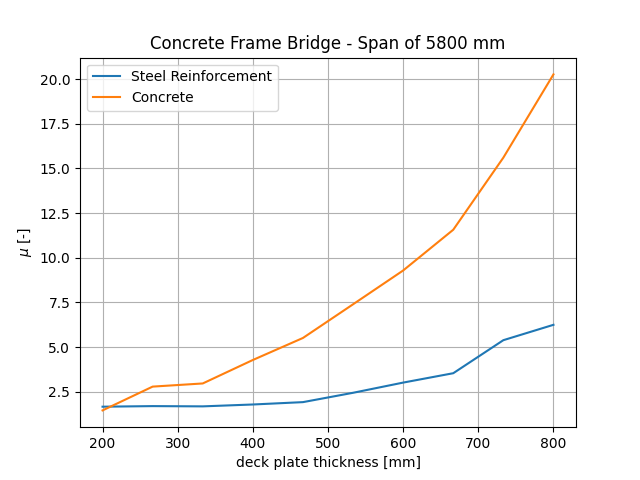 Concrete Frame Bridge - Span of 5800 mm
Steel Reinforcement
Concrete
20.0
17.5
15.0
12.5
10.0
7.5
5.0
2.5
μ [-]
200 300 400 500 600 700 800
deck plate thickness [mm]